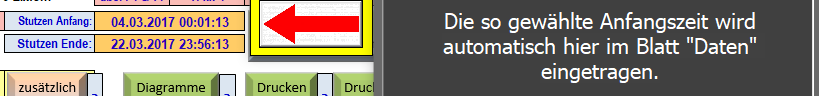 Stutzen Anfang: 04.03.2017 00:01:13
Stutzen Ende: 22.03.2017 23:56:13
zusätzlich
Diagramme
Drucken
Druc
Die so gewählte Anfangszeit wird
automatisch hier im Blatt "Daten"
eingetragen.